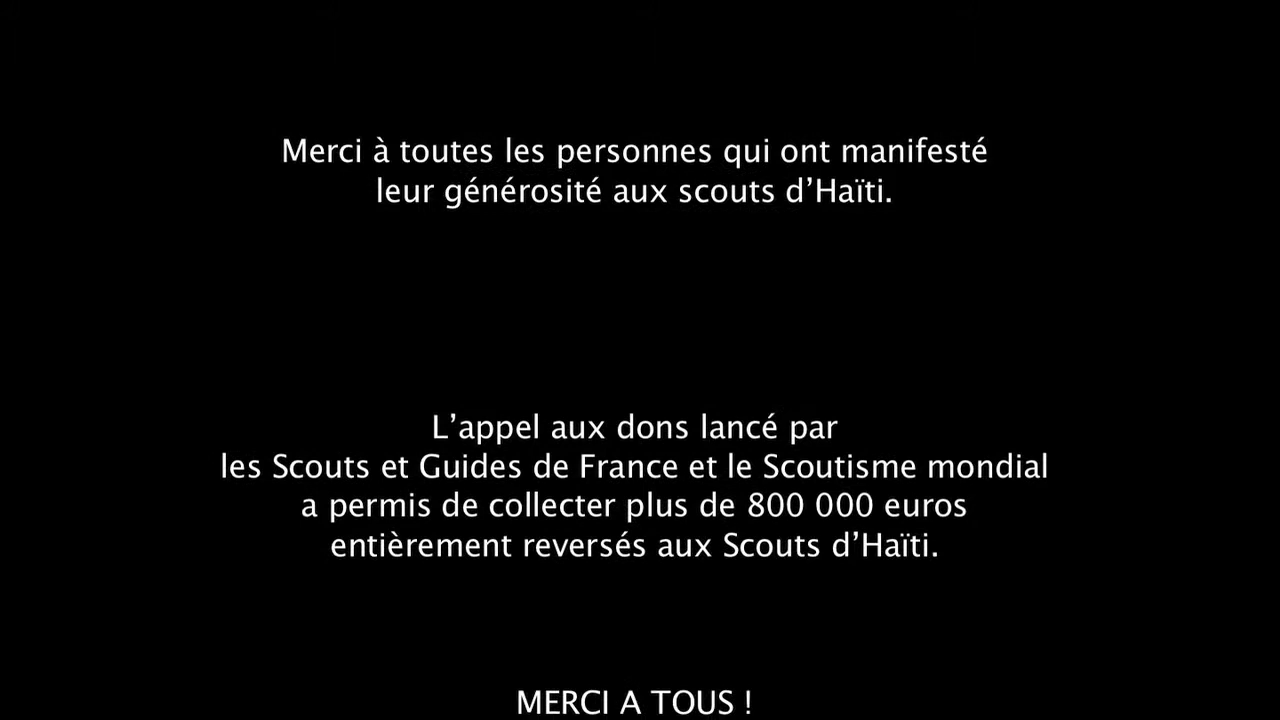 Merci à toutes les personnes qui ont manifesté
leur générosité aux scouts d’Haïti.
L’appel aux dons lancé par
les Scouts et Guides de France et le Scoutisme mondial
a permis de collecter plus de 800 000 euros
entièrement reversés aux Scouts d’Haïti.
MERCI A TOUS !